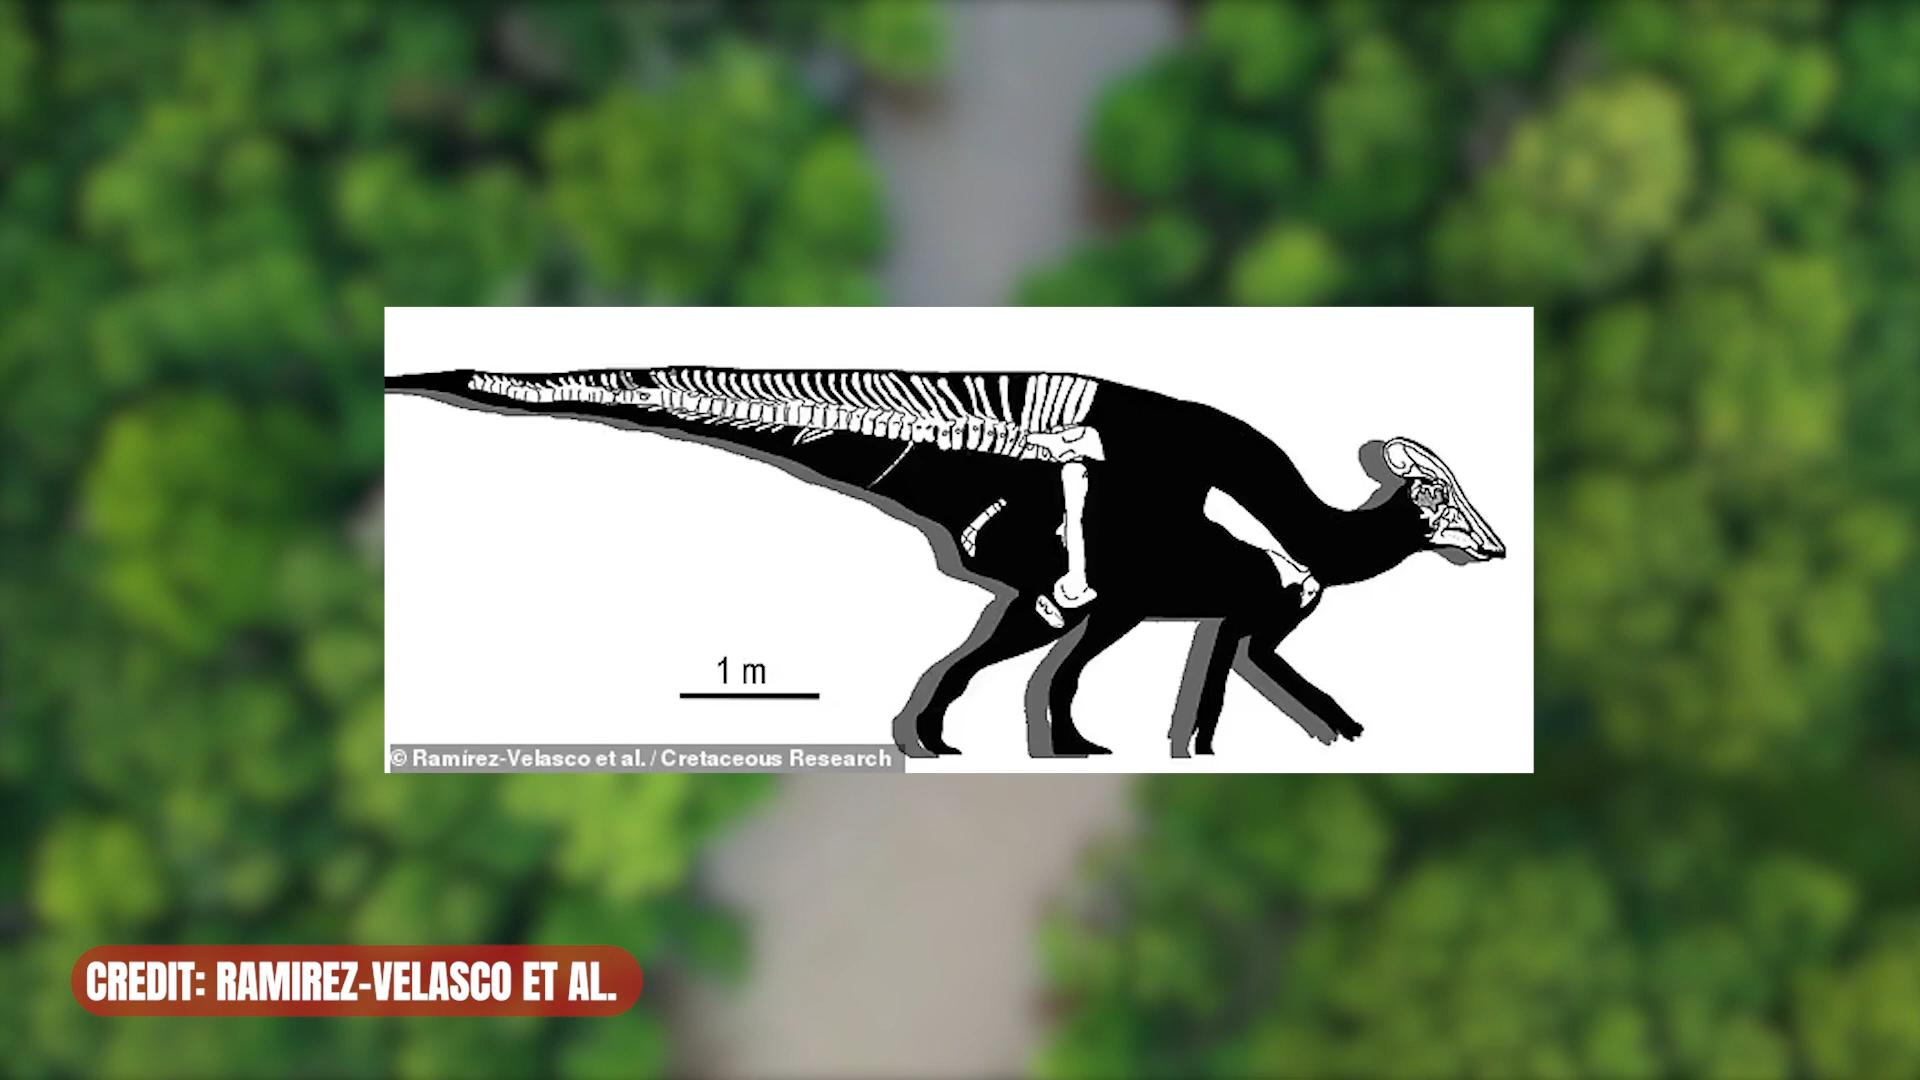 1 m
© Ramírez-Velasco et al. / Cretaceous Research
CREDIT: RAMIREZ-VELASCO ET AL.